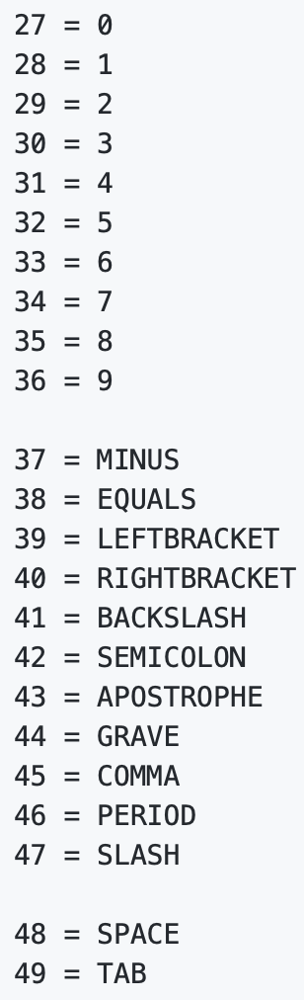 27 = 0
28 = 1
29 = 2
30 = 3
31 = 4
32 = 5
33 = 6
34 = 7
35 = 8
36 = 9
37 = MINUS
38 = EQUALS
39 = LEFTBRACKET
40 = RIGHTBRACKET
41 = BACKSLASH
42 = SEMICOLON
43 = APOSTROPHE
44 = GRAVE
45 = COMMA
46 = PERIOD
47 = SLASH
48 = SPACE
49 = TAB